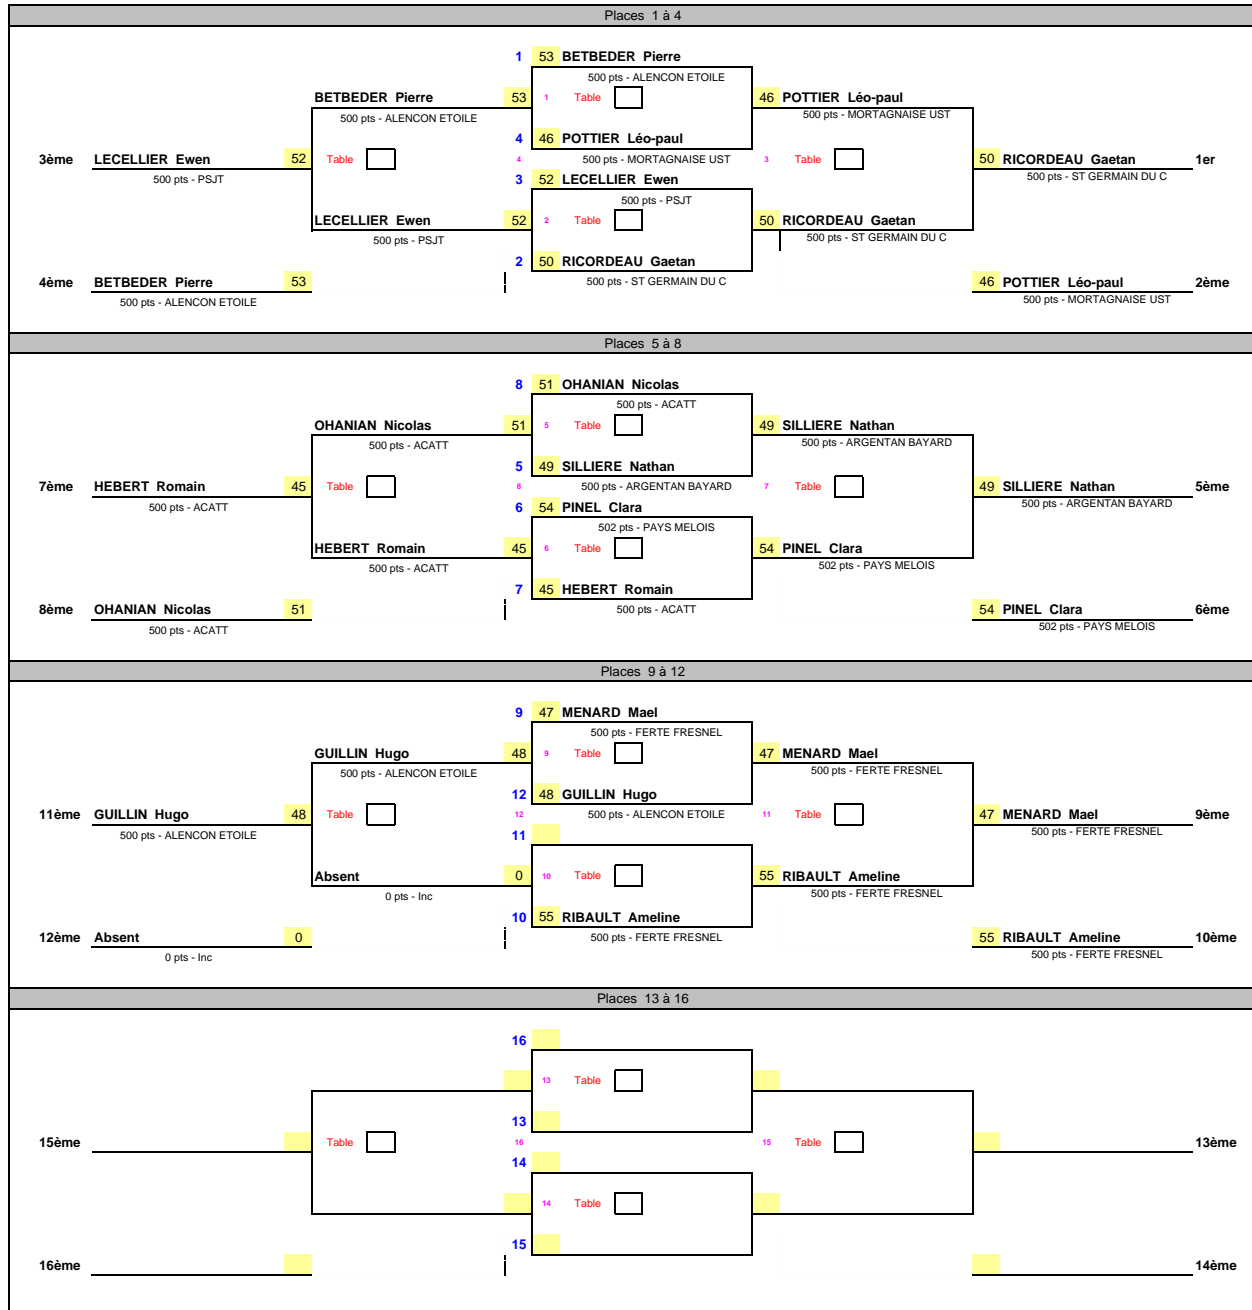 Places 1 à 4
1 53 BETBEDER Pierre
500 pts - ALENCON ETOILE
BETBEDER Pierre 53 1 Table 46 POTTIER Léo-paul
500 pts - ALENCON ETOILE 500 pts - MORTAGNAISE UST
4 46 POTTIER Léo-paul
3ème LECELLIER Ewen 52 Table 4 500 pts - MORTAGNAISE UST 3 Table 50 RICORDEAU Gaetan 1er
500 pts - PSJT 3 52 LECELLIER Ewen 500 pts - ST GERMAIN DU C
500 pts - PSJT
LECELLIER Ewen 52 2 Table 50 RICORDEAU Gaetan
500 pts - PSJT 500 pts - ST GERMAIN DU C
2 50 RICORDEAU Gaetan
4ème BETBEDER Pierre 53 500 pts - ST GERMAIN DU C 46 POTTIER Léo-paul 2ème
500 pts - ALENCON ETOILE 500 pts - MORTAGNAISE UST
Places 5 à 8
8 51 OHANIAN Nicolas
500 pts - ACATT
OHANIAN Nicolas 51 5 Table 49 SILLIERE Nathan
500 pts - ACATT 500 pts - ARGENTAN BAYARD
5 49 SILLIERE Nathan
7ème HEBERT Romain 45 Table 8 500 pts - ARGENTAN BAYARD 7 Table 49 SILLIERE Nathan 5ème
500 pts - ACATT 6 54 PINEL Clara 500 pts - ARGENTAN BAYARD
502 pts - PAYS MELOIS
HEBERT Romain 45 6 Table 54 PINEL Clara
500 pts - ACATT 502 pts - PAYS MELOIS
7 45 HEBERT Romain
8ème OHANIAN Nicolas 51 500 pts - ACATT 54 PINEL Clara 6ème
500 pts - ACATT 502 pts - PAYS MELOIS
Places 9 à 12
9 47 MENARD Mael
500 pts - FERTE FRESNEL
GUILLIN Hugo 48 9 Table 47 MENARD Mael
500 pts - ALENCON ETOILE 500 pts - FERTE FRESNEL
12 48 GUILLIN Hugo
11ème GUILLIN Hugo 48 Table 12 500 pts - ALENCON ETOILE 11 Table 47 MENARD Mael 9ème
500 pts - ALENCON ETOILE 11 500 pts - FERTE FRESNEL
Absent 0 10 Table 55 RIBAULT Ameline
0 pts - Inc 500 pts - FERTE FRESNEL
10 55 RIBAULT Ameline
12ème Absent 0 500 pts - FERTE FRESNEL 55 RIBAULT Ameline 10ème
0 pts - Inc 500 pts - FERTE FRESNEL
Places 13 à 16
16
13 Table
13
15ème Table 16 15 Table 13ème
14
14 Table
15
16ème 14ème